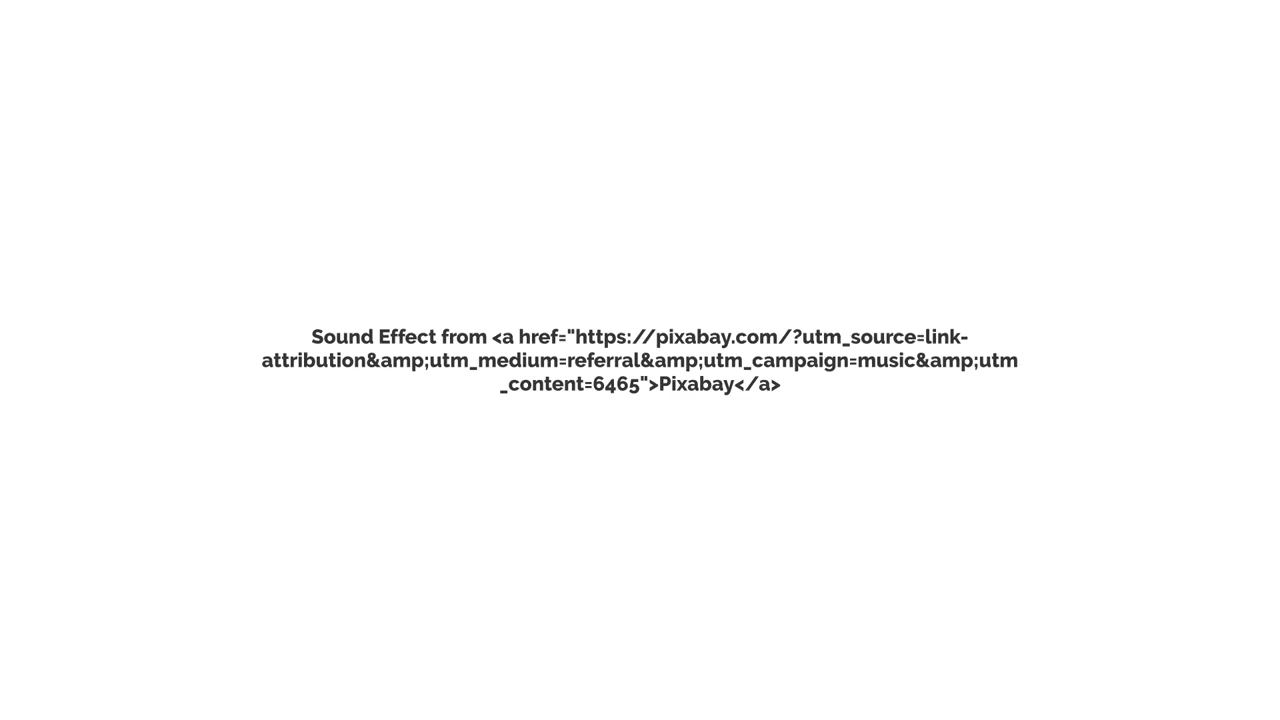 Sound Effect from <a href="https://pixabay.com/?utm_source=link-
attribution&amp;utm_medium=referral&amp;utm_campaign=music&amp;utm
_content=6465">Pixabay</a>